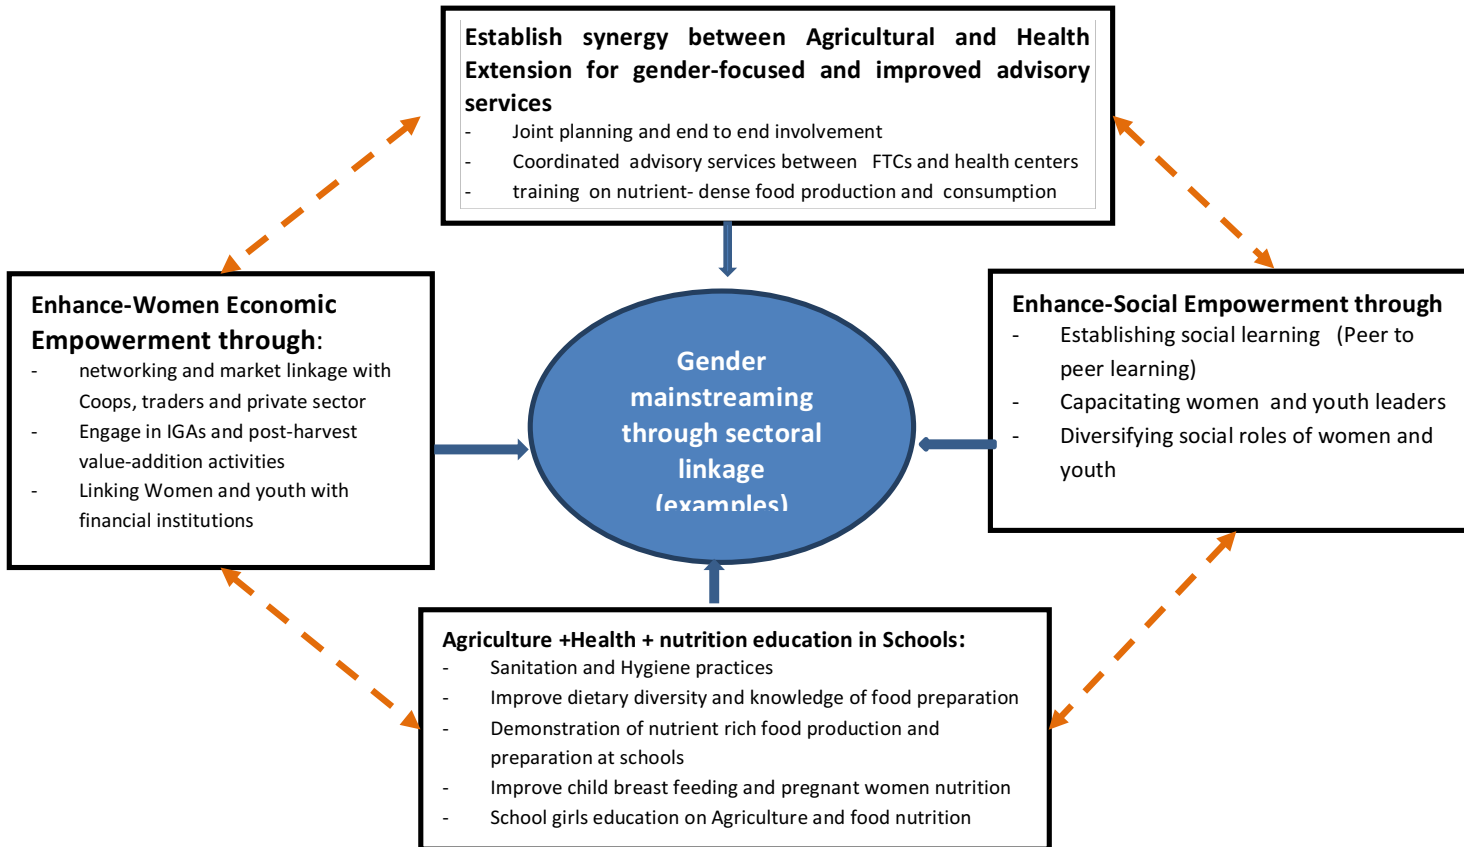 Establish synergy between Agricultural and Health
Extension for gender-focused and improved advisory
services
- Joint planning and end to end involvement
- Coordinated advisory services between FTCs and health centers
- training on nutrient- dense food production and consumption
Enhance-Women Economic
Empowerment through:
- networking and market linkage with
Coops, traders and private sector
- Engage in IGAs and post-harvest
value-addition activities
- Linking Women and youth with
financial institutions
Gender
mainstreaming
through sectoral
linkage
(examples)
Enhance-Social Empowerment through
- Establishing social learning (Peer to
peer learning)
- Capacitating women and youth leaders
- Diversifying social roles of women and
youth
Agriculture +Health + nutrition education in Schools:
- Sanitation and Hygiene practices
- Improve dietary diversity and knowledge of food preparation
- Demonstration of nutrient rich food production and
preparation at schools
- Improve child breast feeding and pregnant women nutrition
- School girls education on Agriculture and food nutrition